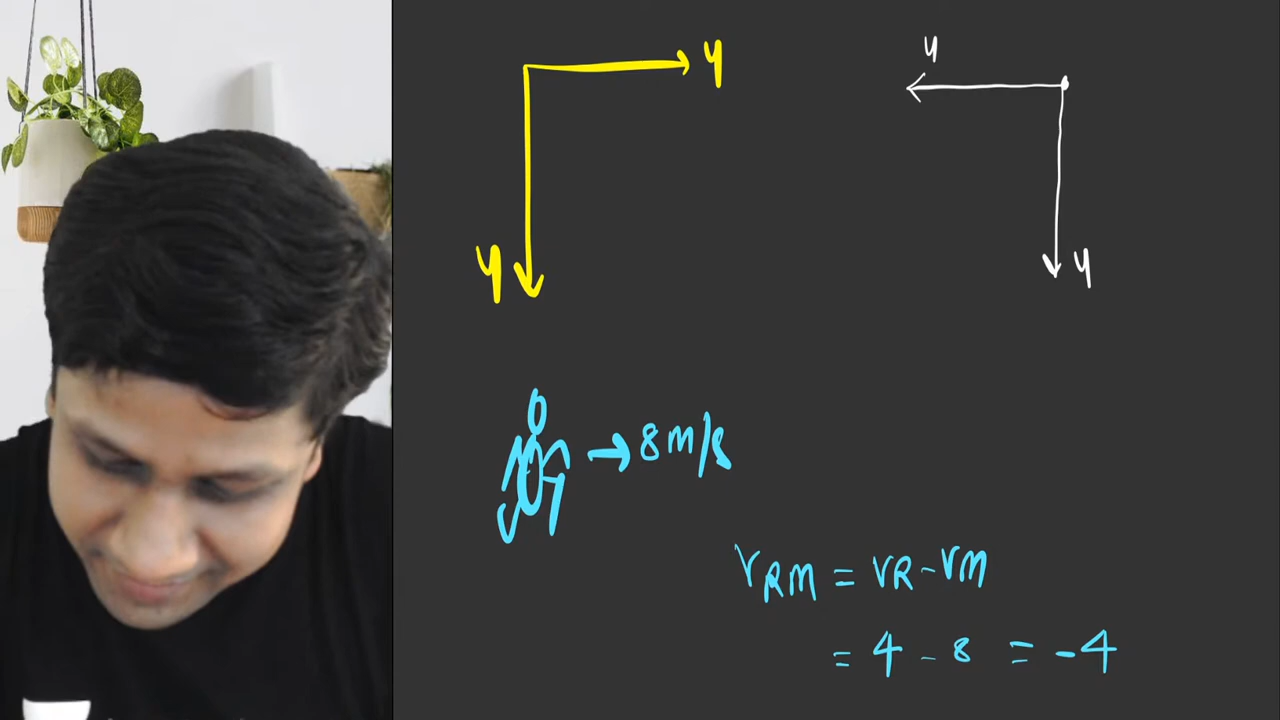 4
4
4
4
→ 8 m/s
VRM = VR - VM
= 4 - 8 = -4